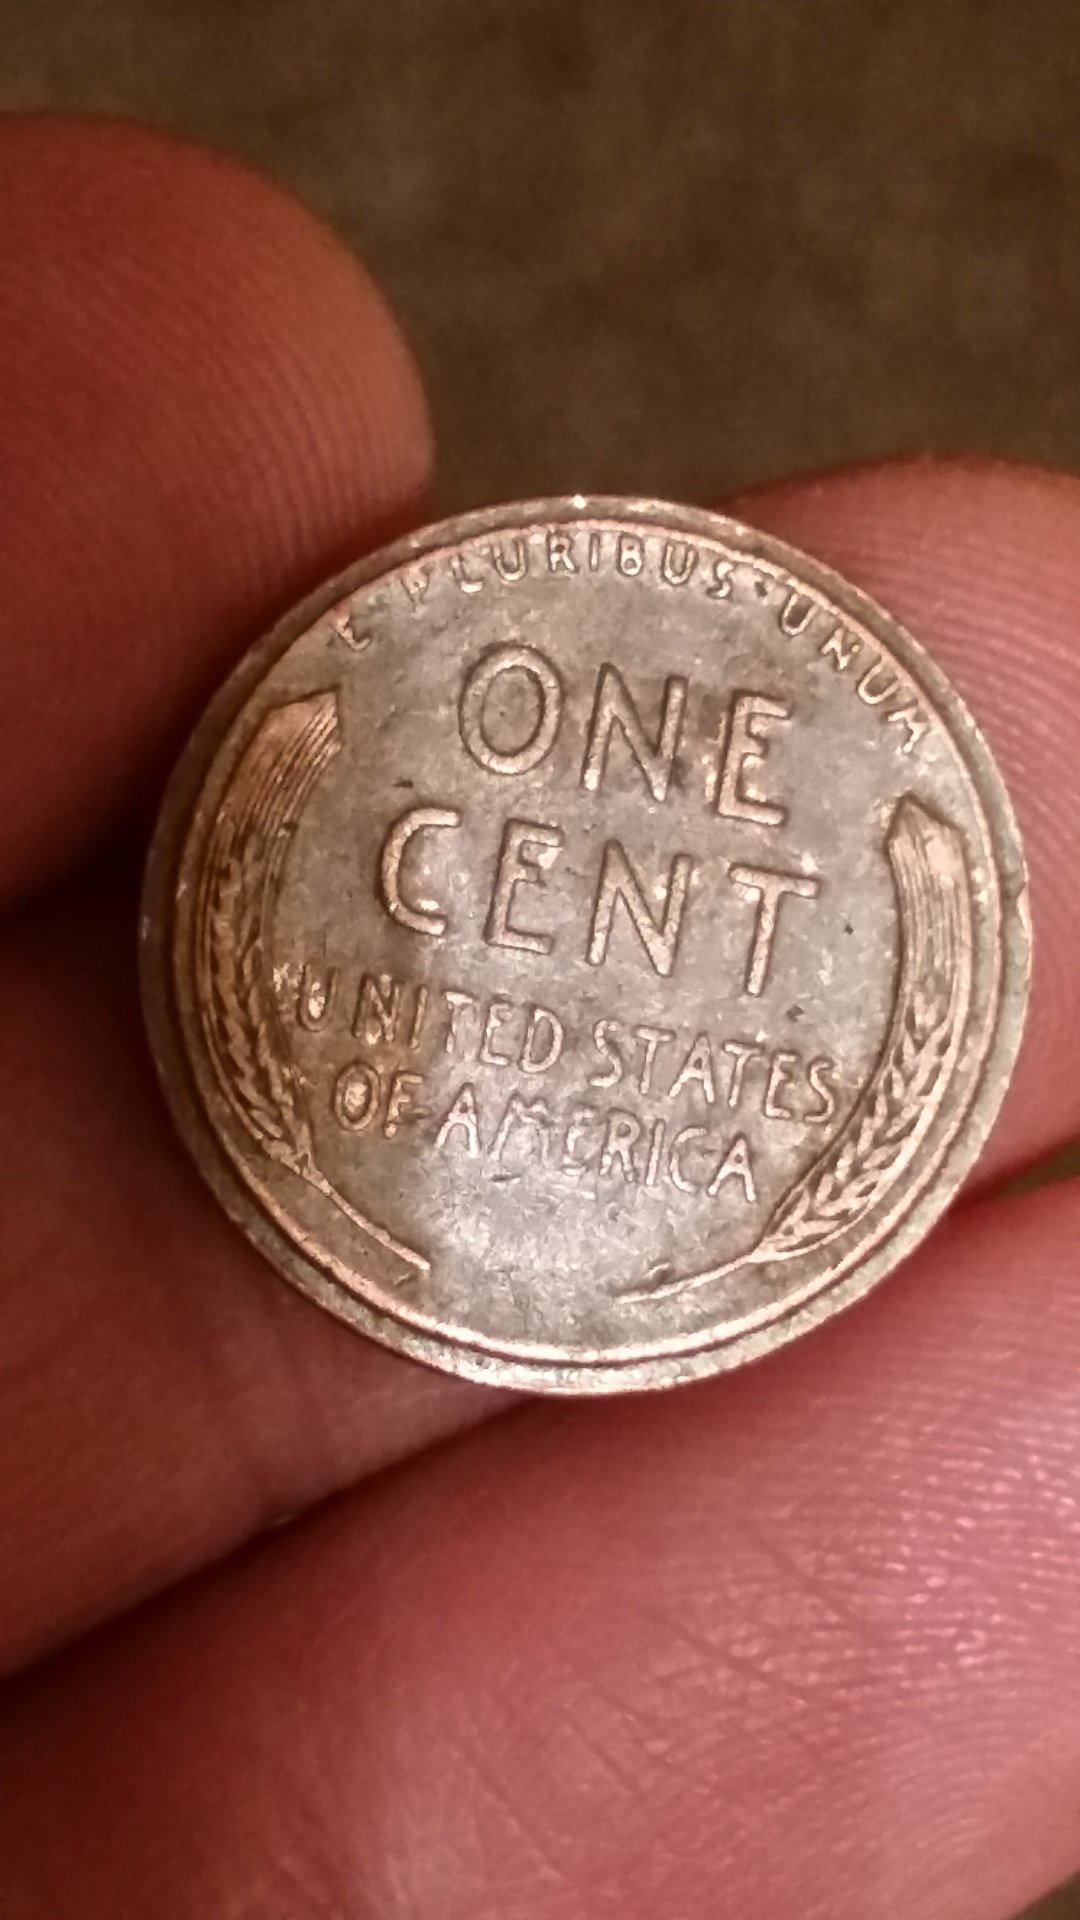 E PLURIBUS·UNUM
ONE
CENT
UNITED STATES
OF AMERICA